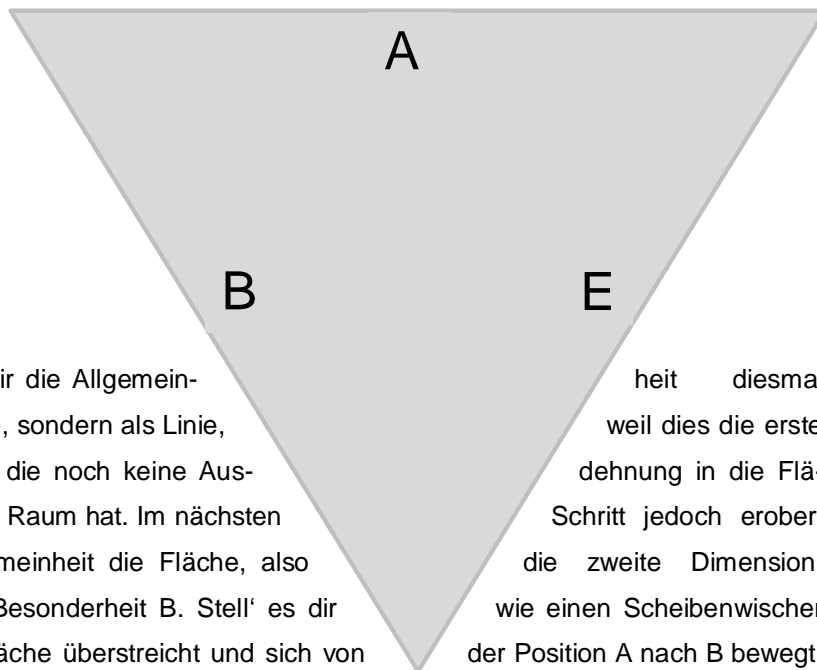 A
B E
ir die Allgemein- heit diesma
, sondern als Linie, weil dies die erste
die noch keine Aus- dehnung in die Flä-
Raum hat. Im nächsten Schritt jedoch erober
meinheit die Fläche, also die zweite Dimension
Besonderheit B. Stell‘ es dir wie einen Scheibenwischer
äche überstreicht und sich von der Position A nach B bewegt